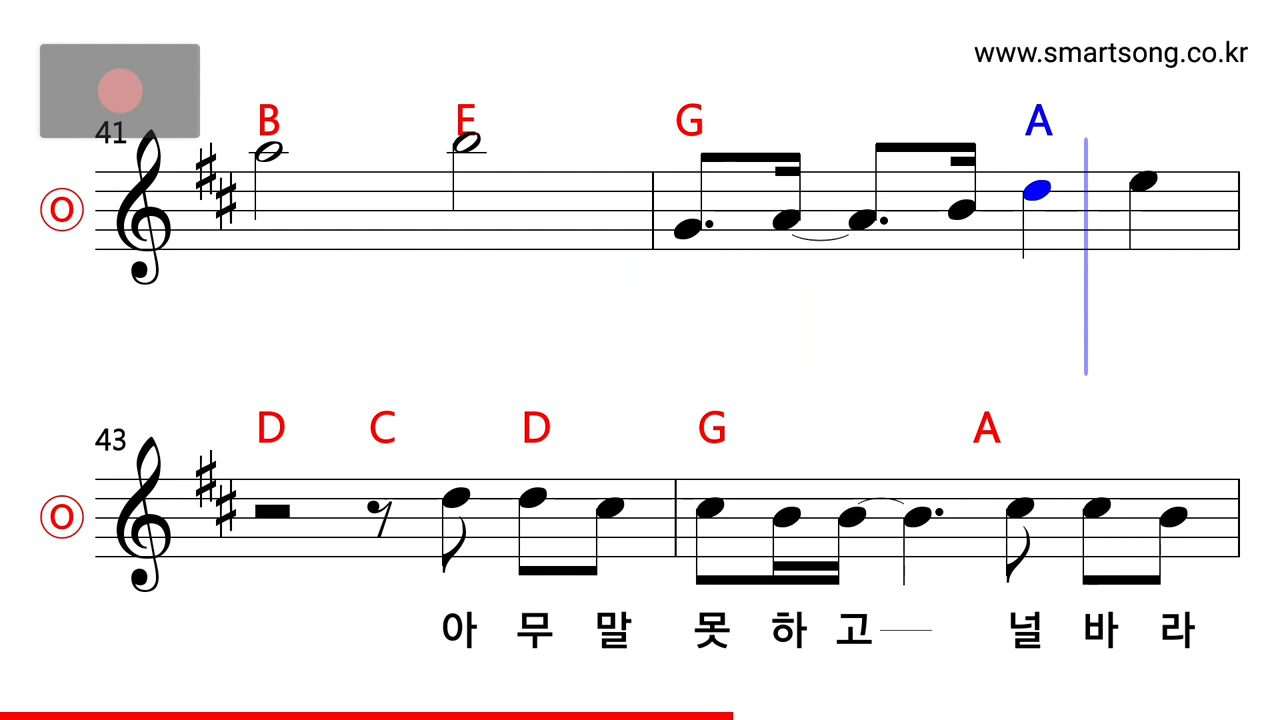 www.smartsong.co.kr
41 B E G A
O
43 D C D G A
O
아 무 말 못 하 고 널 바 라